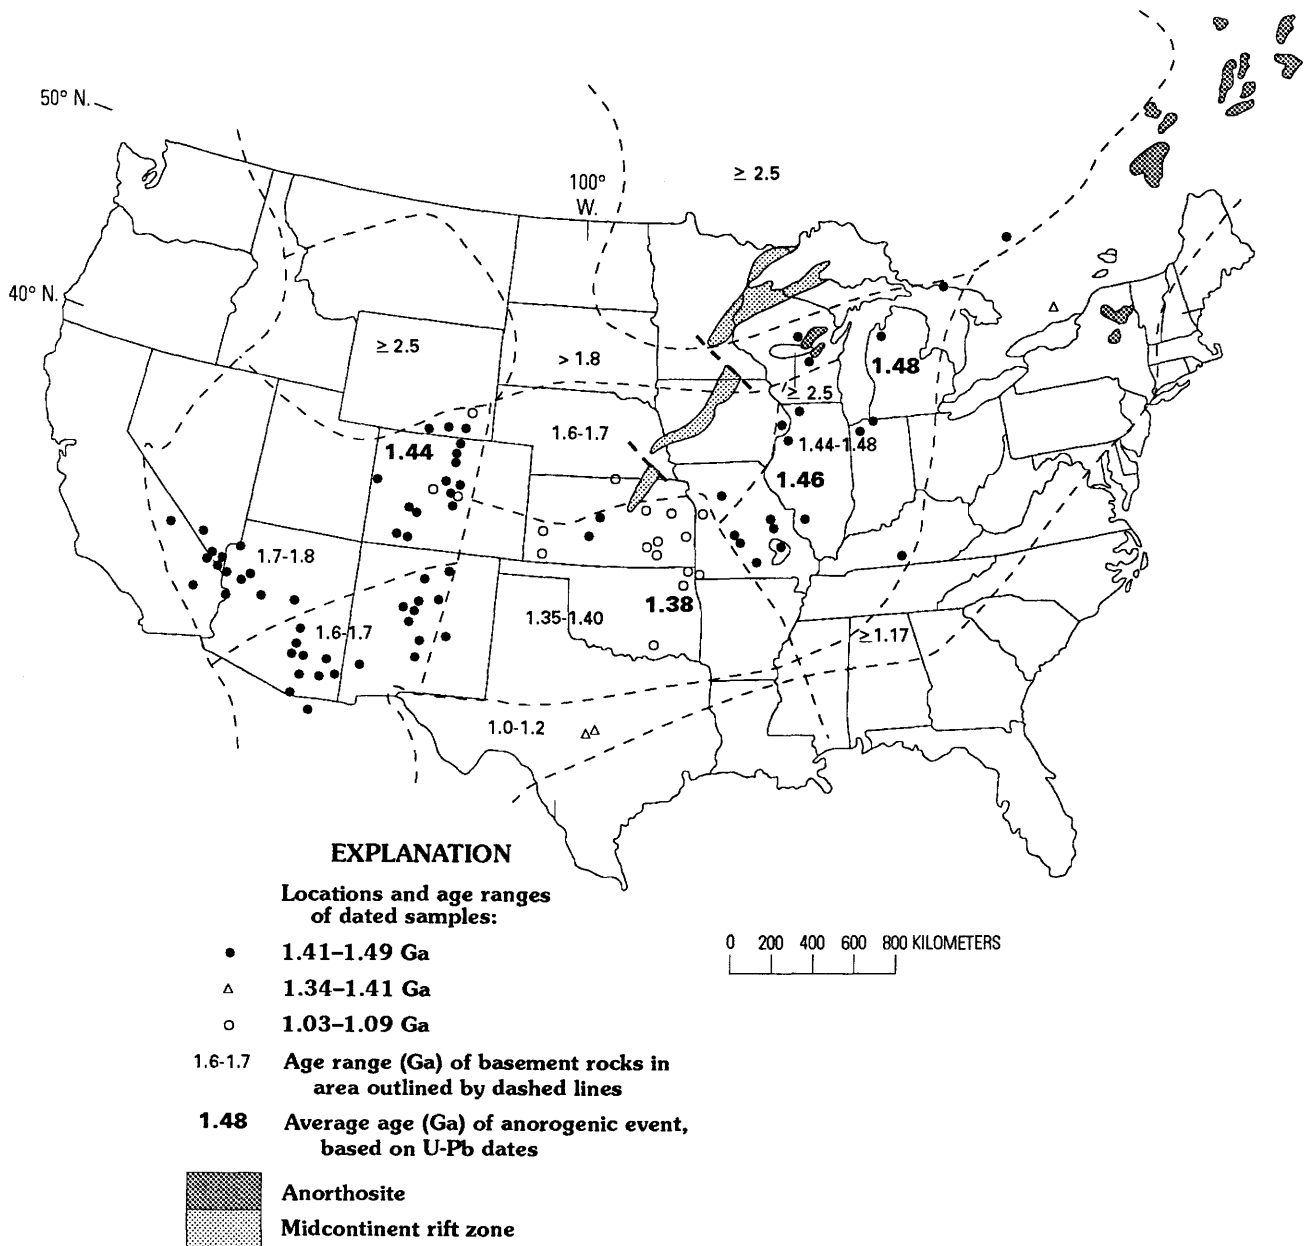 50° N.
≥ 2.5
100°
W.
40° N.
≥ 2.5
> 1.8
1.48
≥ 2.5
1.6-1.7
1.44
1.44-1.48
1.46
1.7-1.8
1.38
1.35-1.40
1.6-1.7
≥1.17
1.0-1.2
EXPLANATION
Locations and age ranges
of dated samples:
1.41–1.49 Ga
1.34–1.41 Ga
1.03–1.09 Ga
1.6-1.7 Age range (Ga) of basement rocks in
area outlined by dashed lines
1.48 Average age (Ga) of anorogenic event,
based on U-Pb dates
Anorthosite
Midcontinent rift zone
0 200 400 600 800 KILOMETERS